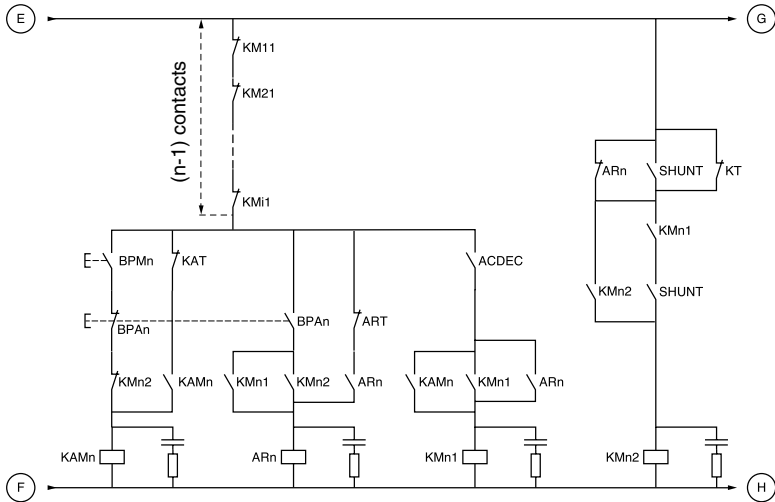 E
G
KM11
KM21
(n-1) contacts
ARn
SHUNT
KT
KMi1
KMn1
BPMn
KAT
ACDEC
KMn2
SHUNT
BPAn
BPAn
ART
KMn2
KAMn
KMn1
KMn2
ARn
KAMn
KMn1
ARn
KAMn
ARn
KMn1
KMn2
F
H